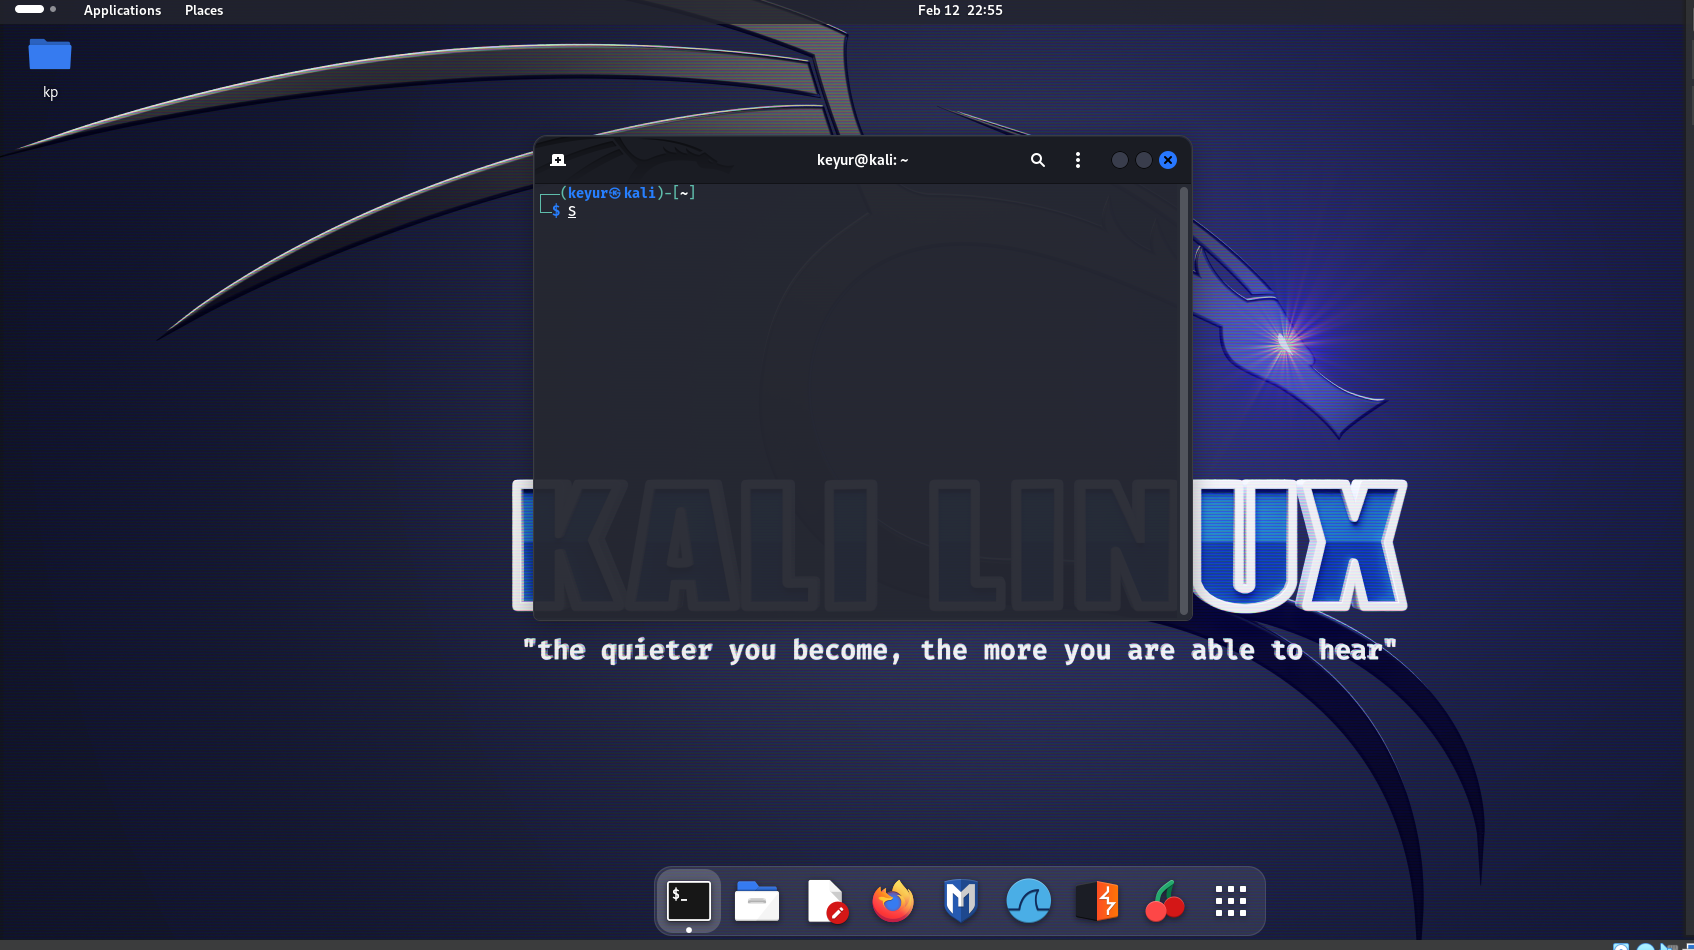 Applications Places Feb 12 22:55
kp
keyur@kali: ~
┌──(keyur㉿kali)-[~]
└─$ S
KALI LINUX
"the quieter you become, the more you are able to hear"
$_